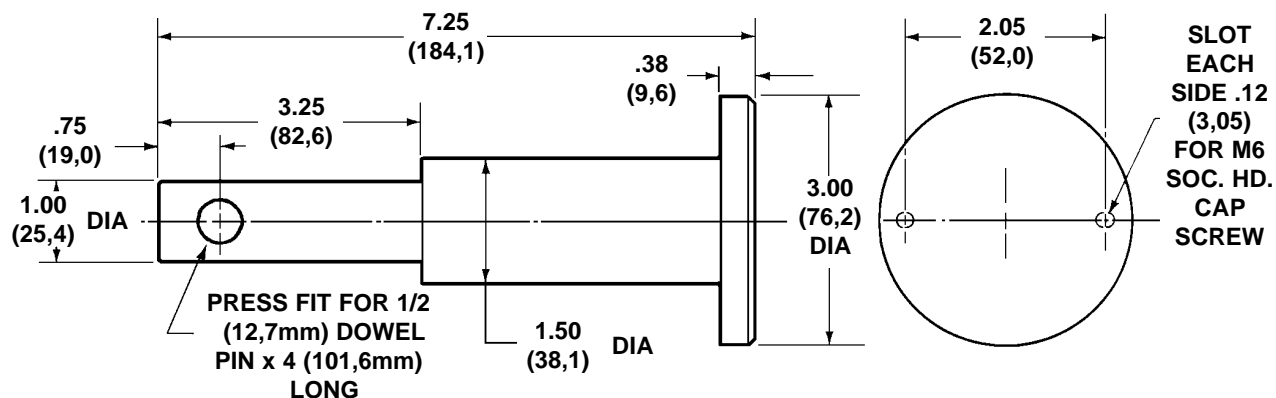 7.25
(184,1)
.38
(9,6)
3.25
(82,6)
.75
(19,0)
1.00
(25,4)
DIA
3.00
(76,2)
DIA
PRESS FIT FOR 1/2
(12,7mm) DOWEL
PIN x 4 (101,6mm)
LONG
1.50
(38,1)
DIA
2.05
(52,0)
SLOT
EACH
SIDE .12
(3,05)
FOR M6
SOC. HD.
CAP
SCREW